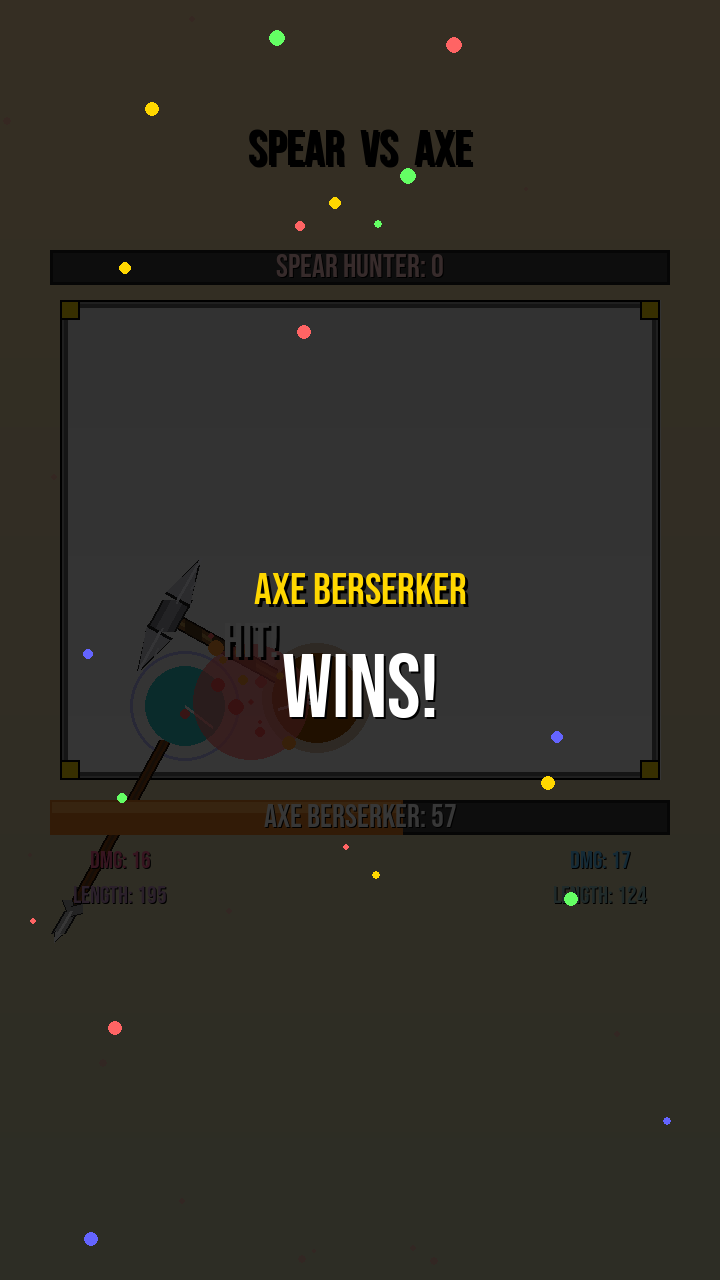 SPEAR VS AXE
SPEAR HUNTER: 0
AXE BERSERKER
HIT!
WINS!
AXE BERSERKER: 57
DMG: 16
DMG: 17
LENGTH: 195
LENGTH: 124